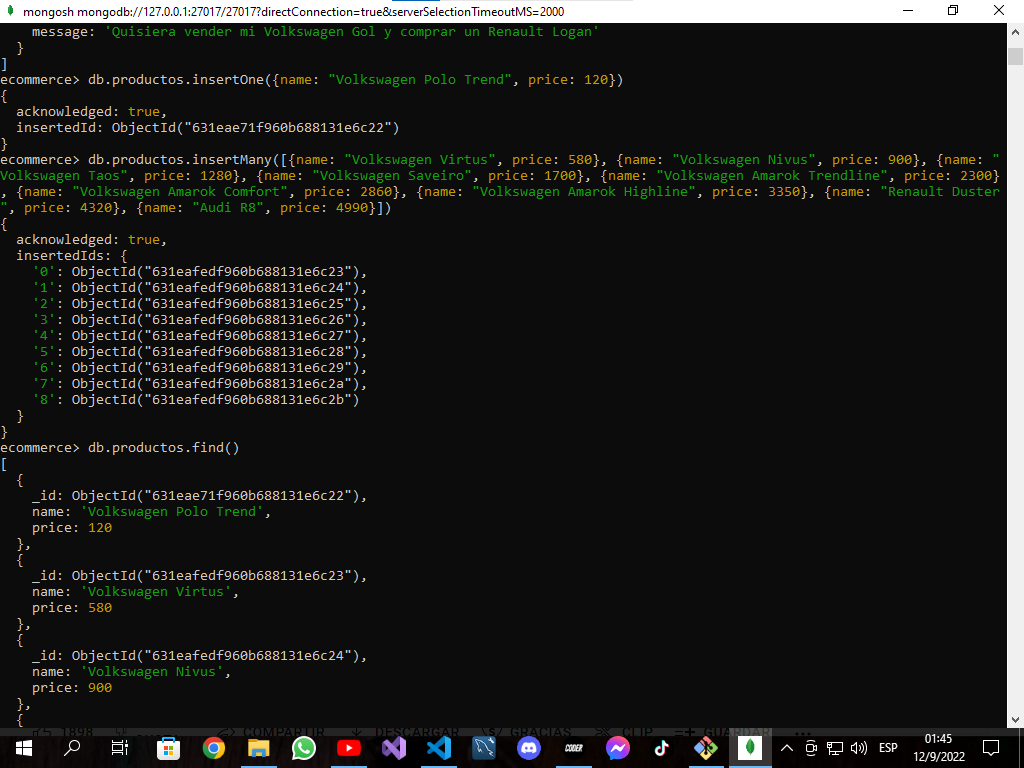 mongosh mongodb://127.0.0.1:27017/27017?directConnection=true&serverSelectionTimeoutMS=2000
    message: 'Quisiera vender mi Volkswagen Gol y comprar un Renault Logan'
  }
]
ecommerce> db.productos.insertOne({name: "Volkswagen Polo Trend", price: 120})
{
  acknowledged: true,
  insertedId: ObjectId("631eae71f960b688131e6c22")
}
ecommerce> db.productos.insertMany([{name: "Volkswagen Virtus", price: 580}, {name: "Volkswagen Nivus", price: 900}, {name: "
Volkswagen Taos", price: 1280}, {name: "Volkswagen Saveiro", price: 1700}, {name: "Volkswagen Amarok Trendline", price: 2300}
, {name: "Volkswagen Amarok Comfort", price: 2860}, {name: "Volkswagen Amarok Highline", price: 3350}, {name: "Renault Duster
", price: 4320}, {name: "Audi R8", price: 4990}])
{
  acknowledged: true,
  insertedIds: {
    '0': ObjectId("631eafedf960b688131e6c23"),
    '1': ObjectId("631eafedf960b688131e6c24"),
    '2': ObjectId("631eafedf960b688131e6c25"),
    '3': ObjectId("631eafedf960b688131e6c26"),
    '4': ObjectId("631eafedf960b688131e6c27"),
    '5': ObjectId("631eafedf960b688131e6c28"),
    '6': ObjectId("631eafedf960b688131e6c29"),
    '7': ObjectId("631eafedf960b688131e6c2a"),
    '8': ObjectId("631eafedf960b688131e6c2b")
  }
}
ecommerce> db.productos.find()
[
  {
    _id: ObjectId("631eae71f960b688131e6c22"),
    name: 'Volkswagen Polo Trend',
    price: 120
  },
  {
    _id: ObjectId("631eafedf960b688131e6c23"),
    name: 'Volkswagen Virtus',
    price: 580
  },
  {
    _id: ObjectId("631eafedf960b688131e6c24"),
    name: 'Volkswagen Nivus',
    price: 900
  },
  {
1898 COMPARTIR DESCARGAR GRACIAS CLIP GUARDAR
CODER
ESP
01:45
12/9/2022